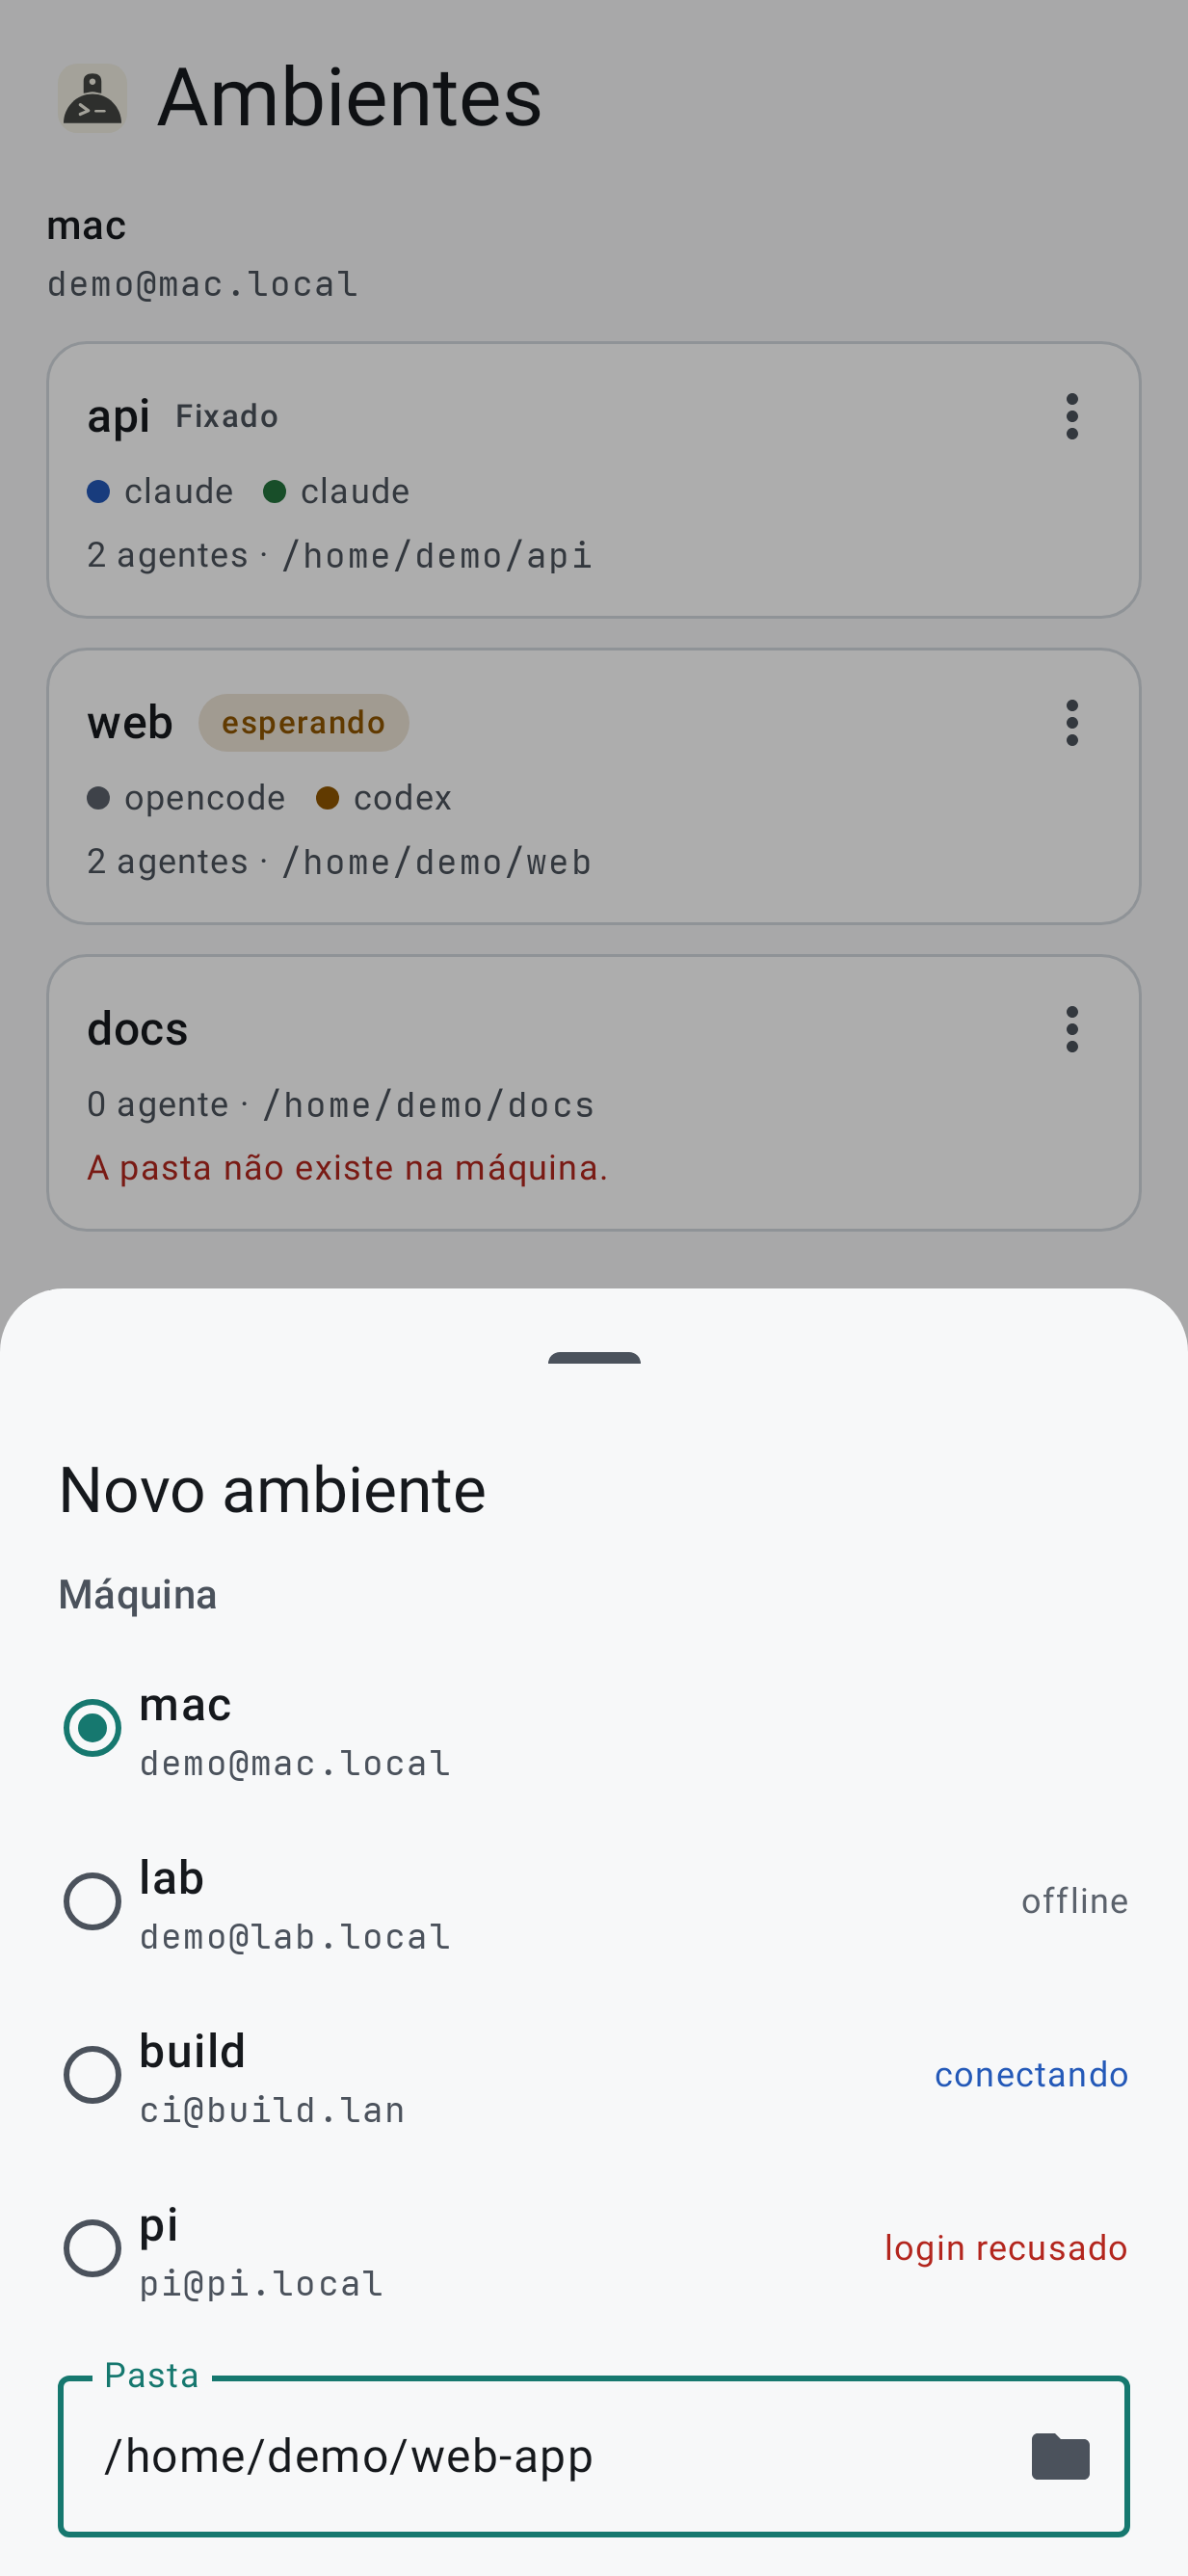 Ambientes
mac
demo@mac.local
api Fixado
claude claude
2 agentes · /home/demo/api
web esperando
opencode codex
2 agentes · /home/demo/web
docs
0 agente · /home/demo/docs
A pasta não existe na máquina.
Novo ambiente
Máquina
mac
demo@mac.local
lab
offline
demo@lab.local
build
conectando
ci@build.lan
pi
login recusado
pi@pi.local
Pasta
/home/demo/web-app